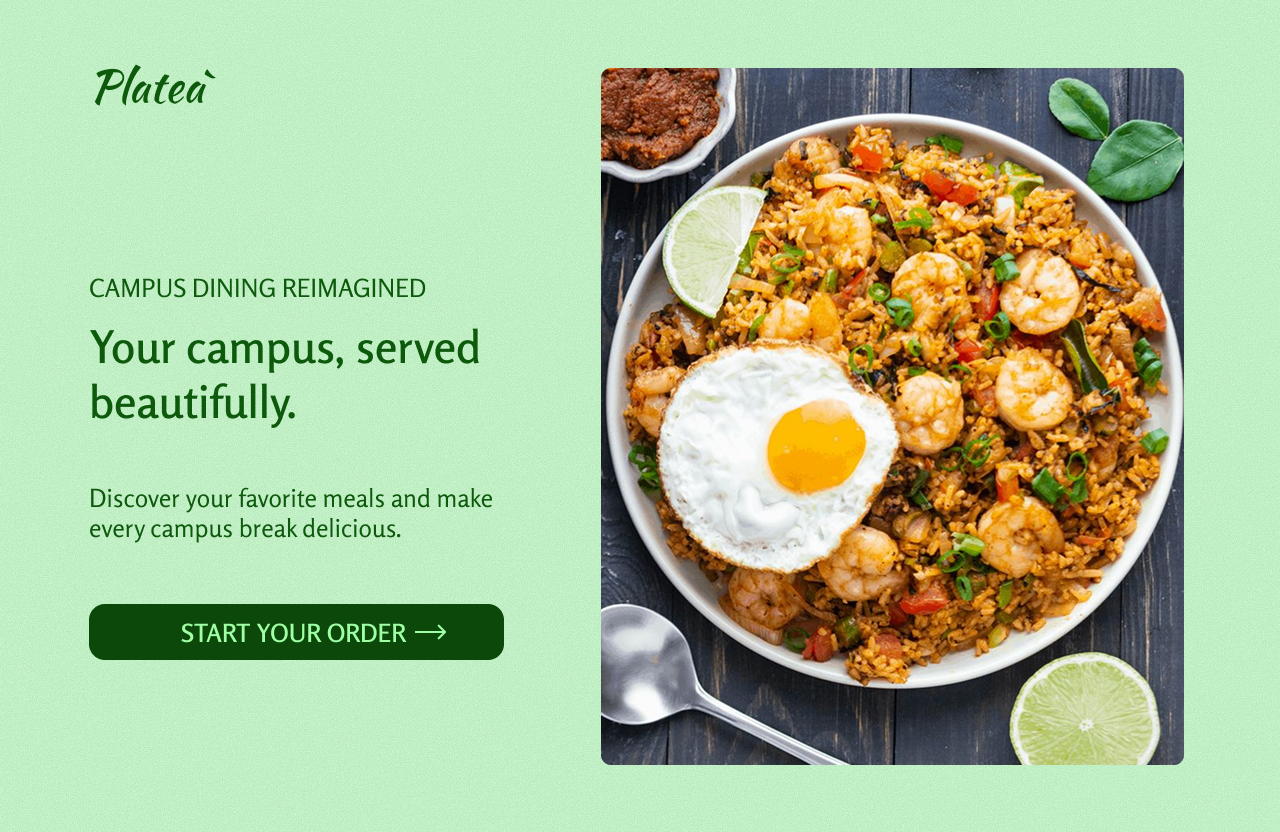 Plateà
CAMPUS DINING REIMAGINED
Your campus, served
beautifully.
Discover your favorite meals and make
every campus break delicious.
START YOUR ORDER →